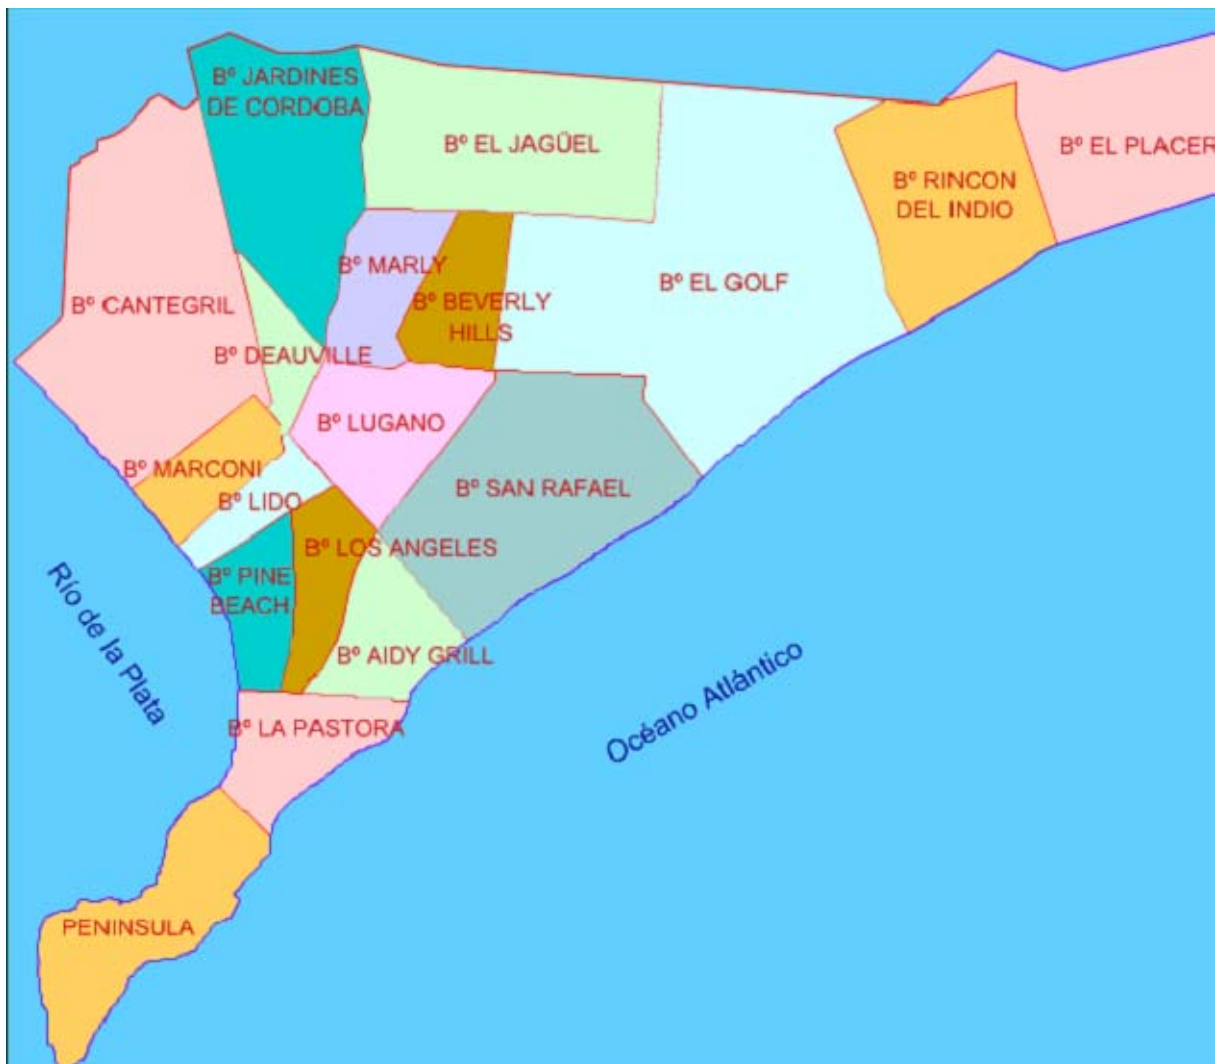 Bº JARDINES
DE CORDOBA
Bº EL JAGÜEL
Bº EL PLACER
Bº RINCON
DEL INDIO
Bº MARLY
Bº CANTEGRIL
Bº BEVERLY
HILLS
Bº EL GOLF
Bº DEAUVILLE
Bº LUGANO
Bº MARCONI
Bº LIDO
Bº SAN RAFAEL
Bº LOS ANGELES
Bº PINE
BEACH
Río de la Plata
Bº AIDY GRILL
Océano Atlántico
Bº LA PASTORA
PENINSULA